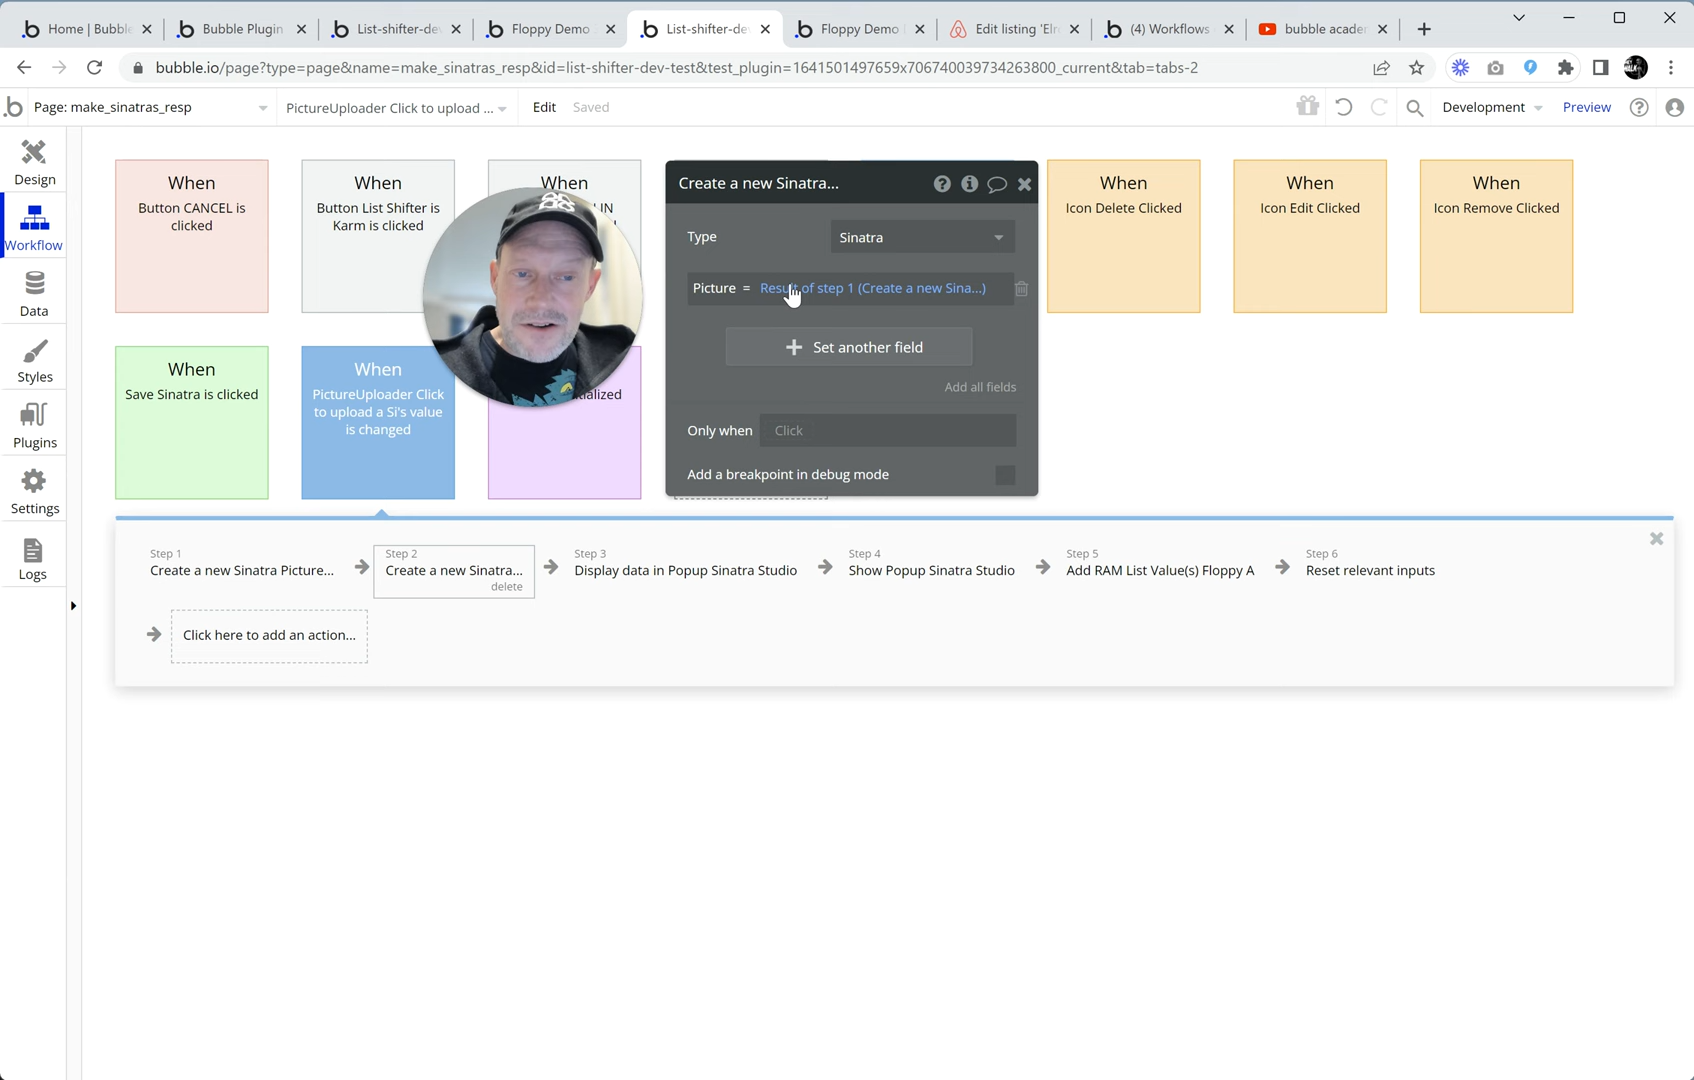 Home | Bubble
Bubble Plugin
List-shifter-dev
Floppy Demo
List-shifter-dev
Floppy Demo
Edit listing 'Elr
(4) Workflows
bubble acader
bubble.io/page?type=page&name=make_sinatras_resp&id=list-shifter-dev-test&test_plugin=1641501497659x706740039734263800_current&tab=tabs-2
Page: make_sinatras_resp
PictureUploader Click to upload ...
Edit
Saved
Development
Preview
Design
Workflow
Data
Styles
Plugins
Settings
Logs
When
Button CANCEL is
clicked
When
Button List Shifter is
Karm is clicked
When
IN
Create a new Sinatra...
Type
Sinatra
Picture = Result of step 1 (Create a new Sina...)
Set another field
Add all fields
Only when
Click
Add a breakpoint in debug mode
When
Icon Delete Clicked
When
Icon Edit Clicked
When
Icon Remove Clicked
When
Save Sinatra is clicked
When
PictureUploader Click
to upload a Si's value
is changed
ialized
Step 1
Create a new Sinatra Picture...
Step 2
Create a new Sinatra...
delete
Step 3
Display data in Popup Sinatra Studio
Step 4
Show Popup Sinatra Studio
Step 5
Add RAM List Value(s) Floppy A
Step 6
Reset relevant inputs
Click here to add an action...